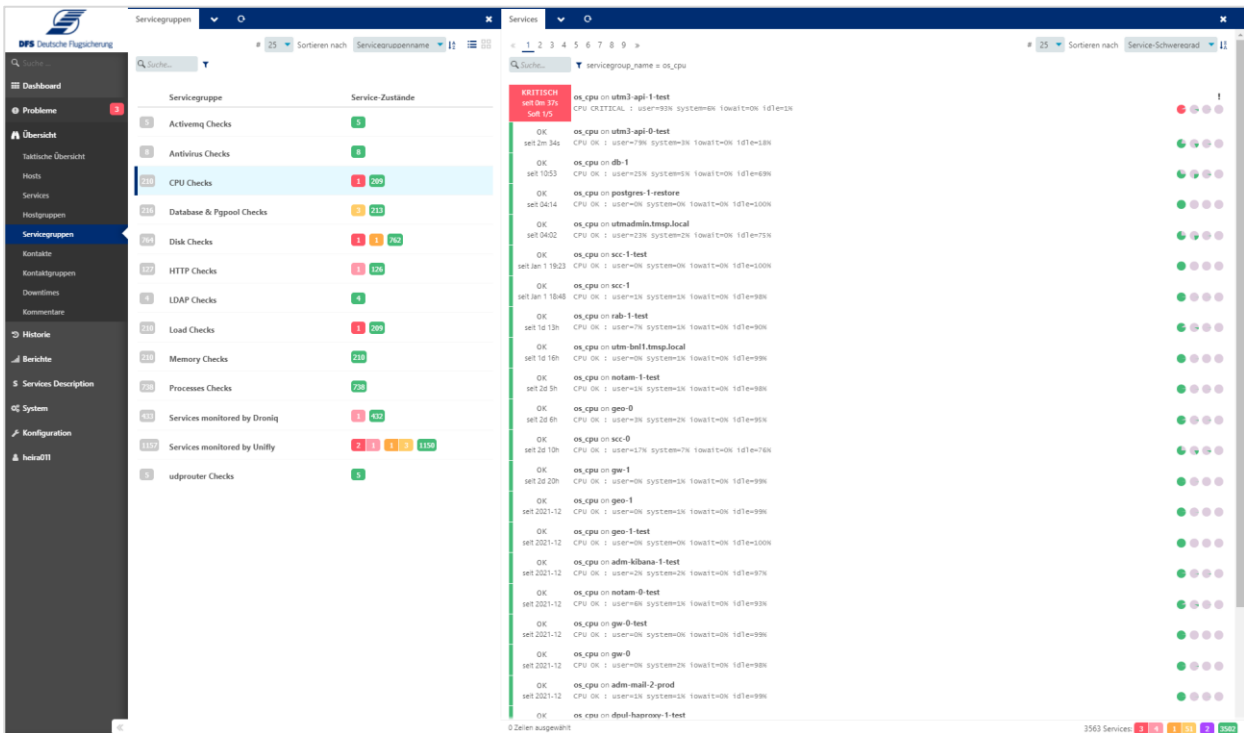 DFS Deutsche Flugsicherung
Suche ...
Dashboard
Probleme 3
Übersicht
Taktische Übersicht
Hosts
Services
Hostgruppen
Servicegruppen
Kontakte
Kontaktgruppen
Downtimes
Kommentare
Historie
Berichte
S Services Description
System
Konfiguration
heira011
Servicegruppen
# 25 Sortieren nach Servicegruppenname
Suche...
Servicegruppe Service-Zustände
5 Activemq Checks 5
8 Antivirus Checks 8
210 CPU Checks 1 209
216 Database & Pgpool Checks 3 213
764 Disk Checks 1 1 762
127 HTTP Checks 1 126
4 LDAP Checks 4
210 Load Checks 1 209
210 Memory Checks 210
738 Processes Checks 738
433 Services monitored by Droniq 1 432
1157 Services monitored by Unifly 2 1 1 3 1150
5 udprouter Checks 5
Services
« 1 2 3 4 5 6 7 8 9 »
# 25 Sortieren nach Service-Schweregrad
Suche... servicegroup_name = os_cpu
KRITISCH os_cpu on utm3-api-1-test !
seit 0m 37s CPU CRITICAL : user=93% system=6% iowait=0% idle=1%
Soft 1/5
OK os_cpu on utm3-api-0-test
seit 2m 34s CPU OK : user=79% system=3% iowait=0% idle=18%
OK os_cpu on db-1
seit 10:53 CPU OK : user=25% system=5% iowait=0% idle=69%
OK os_cpu on postgres-1-restore
seit 04:14 CPU OK : user=0% system=0% iowait=0% idle=100%
OK os_cpu on utmadmin.tmsp.local
seit 04:02 CPU OK : user=23% system=2% iowait=0% idle=75%
OK os_cpu on scc-1-test
seit Jan 1 19:23 CPU OK : user=0% system=0% iowait=0% idle=100%
OK os_cpu on scc-1
seit Jan 1 18:48 CPU OK : user=1% system=1% iowait=0% idle=98%
OK os_cpu on rab-1-test
seit 1d 13h CPU OK : user=7% system=1% iowait=0% idle=90%
OK os_cpu on utm-bnl1.tmsp.local
seit 1d 16h CPU OK : user=0% system=1% iowait=0% idle=99%
OK os_cpu on notam-1-test
seit 2d 5h CPU OK : user=1% system=1% iowait=0% idle=98%
OK os_cpu on geo-0
seit 2d 6h CPU OK : user=3% system=2% iowait=0% idle=95%
OK os_cpu on scc-0
seit 2d 10h CPU OK : user=17% system=7% iowait=0% idle=76%
OK os_cpu on gw-1
seit 2d 20h CPU OK : user=0% system=1% iowait=0% idle=99%
OK os_cpu on geo-1
seit 2021-12 CPU OK : user=0% system=1% iowait=0% idle=99%
OK os_cpu on geo-1-test
seit 2021-12 CPU OK : user=0% system=0% iowait=0% idle=100%
OK os_cpu on adm-kibana-1-test
seit 2021-12 CPU OK : user=2% system=2% iowait=0% idle=97%
OK os_cpu on notam-0-test
seit 2021-12 CPU OK : user=6% system=1% iowait=0% idle=93%
OK os_cpu on gw-0-test
seit 2021-12 CPU OK : user=0% system=0% iowait=0% idle=99%
OK os_cpu on gw-0
seit 2021-12 CPU OK : user=0% system=2% iowait=0% idle=98%
OK os_cpu on adm-mail-2-prod
seit 2021-12 CPU OK : user=1% system=1% iowait=0% idle=99%
OK os_cpu on dpul-haproxy-1-test
0 Zeilen ausgewählt
3563 Services: 3 4 1 51 2 3502